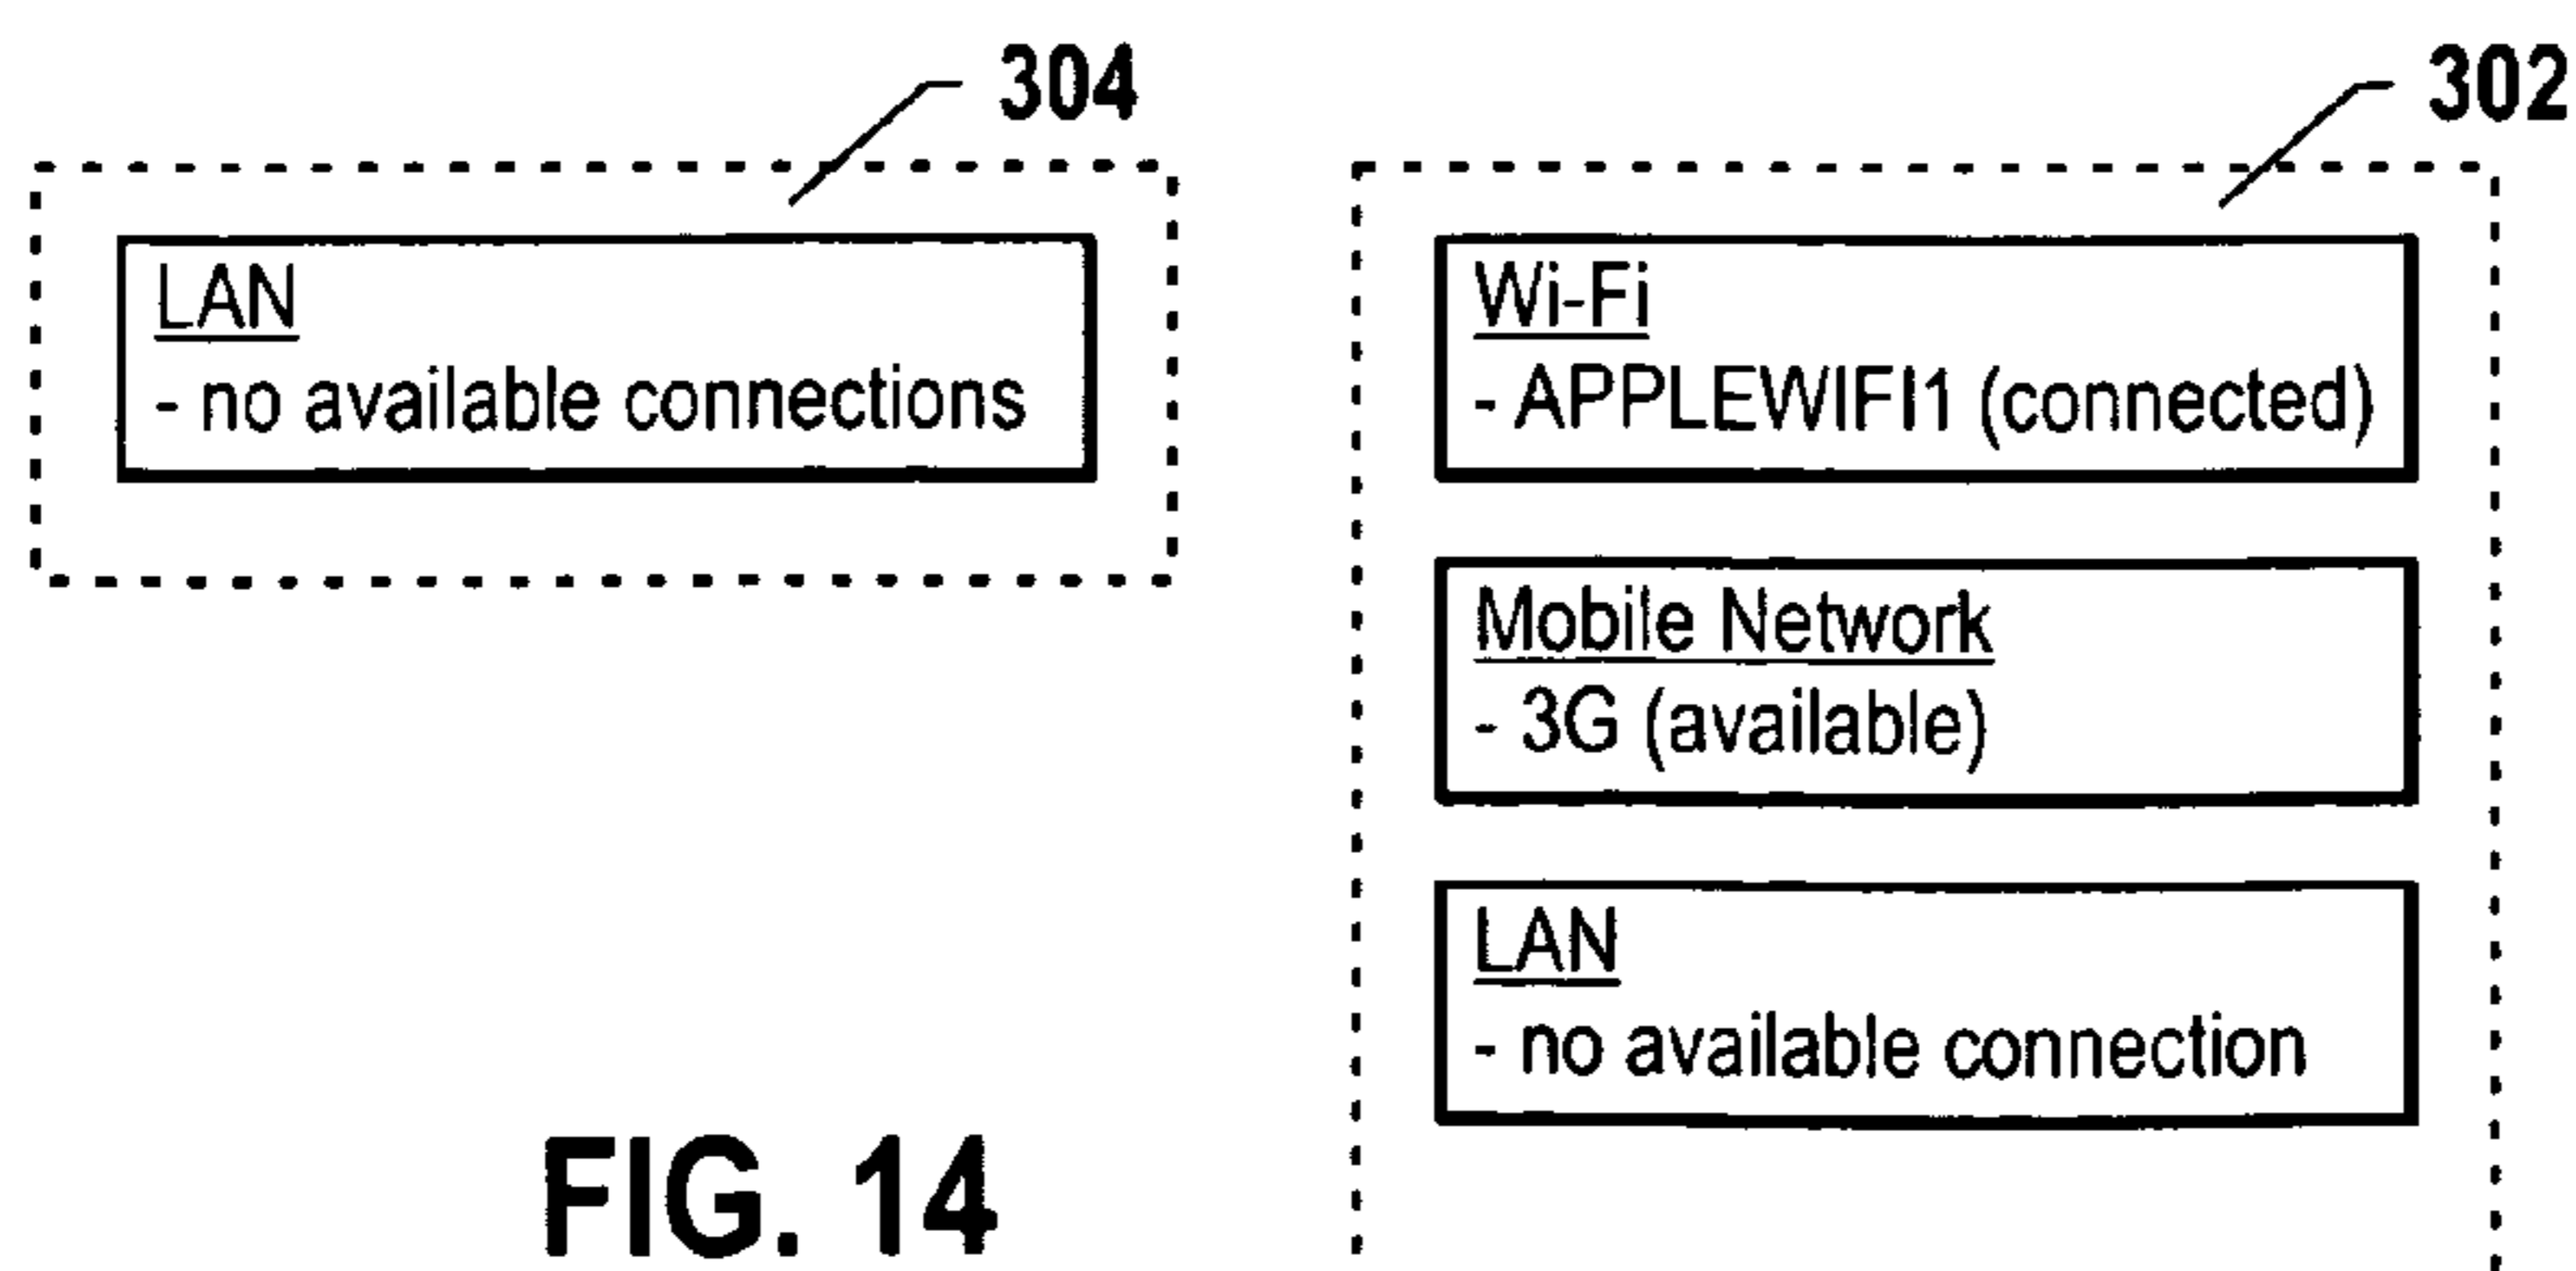 304
LAN
- no available connections
302
Wi-Fi
- APPLEWIFI1 (connected)
Mobile Network
- 3G (available)
LAN
- no available connection
FIG. 14